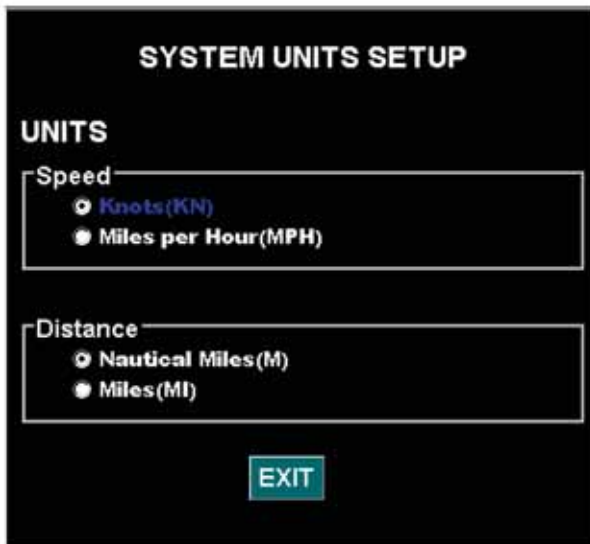 SYSTEM UNITS SETUP
UNITS
Speed
Knots(KN)
Miles per Hour(MPH)
Distance
Nautical Miles(M)
Miles(MI)
EXIT